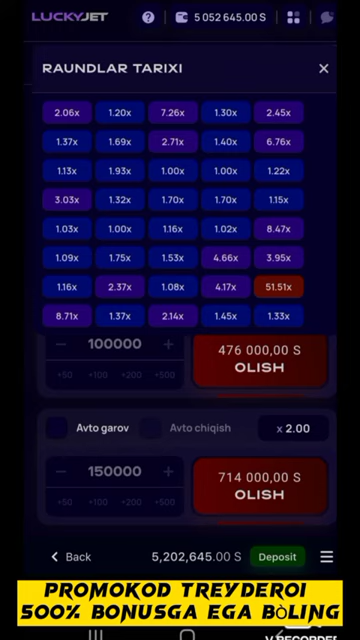 LUCKYJET ? 5 052 645.00 S
RAUNDLAR TARIXI ×
2.06x 1.20x 7.26x 1.30x 2.45x
1.37x 1.69x 2.71x 1.40x 6.76x
1.13x 1.93x 1.00x 1.00x 1.22x
3.03x 1.32x 1.70x 1.70x 1.15x
1.03x 1.00x 1.16x 1.02x 8.47x
1.09x 1.75x 1.53x 4.66x 3.95x
1.16x 2.37x 1.08x 4.17x 51.51x
8.71x 1.37x 2.14x 1.45x 1.33x
− 100000 + 476 000,00 S
+50 +100 +200 +500 OLISH
Avto garov Avto chiqish x 2.00
− 150000 + 714 000,00 S
+50 +100 +200 +500 OLISH
< Back 5,202,645.00 S Deposit
PROMOKOD TREYDEROI
500% BONUSGA EGA BÒLING
V RECORDER